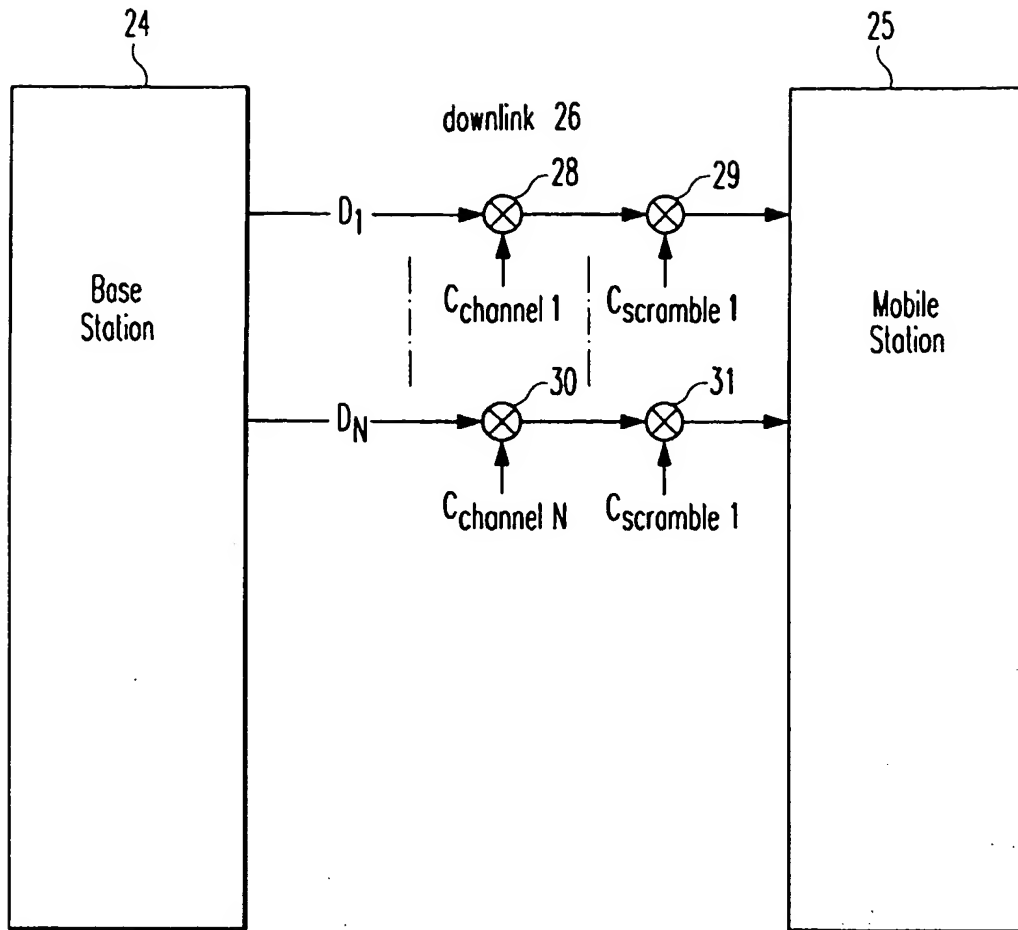 24
25
downlink 26
28
29
D1
Cchannel 1
Cscramble 1
Base
Station
Mobile
Station
30
31
DN
Cchannel N
Cscramble 1